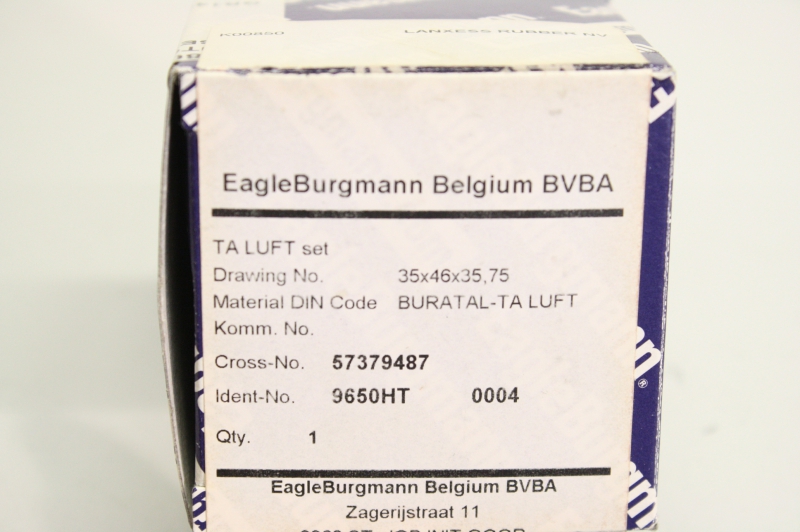 K00850 LANXESS RUBBER NV
EagleBurgmann Belgium BVBA
TA LUFT set
Drawing No. 35x46x35,75
Material DIN Code BURATAL-TA LUFT
Komm. No.
Cross-No. 57379487
Ident-No. 9650HT 0004
Qty. 1
EagleBurgmann Belgium BVBA
Zagerijstraat 11